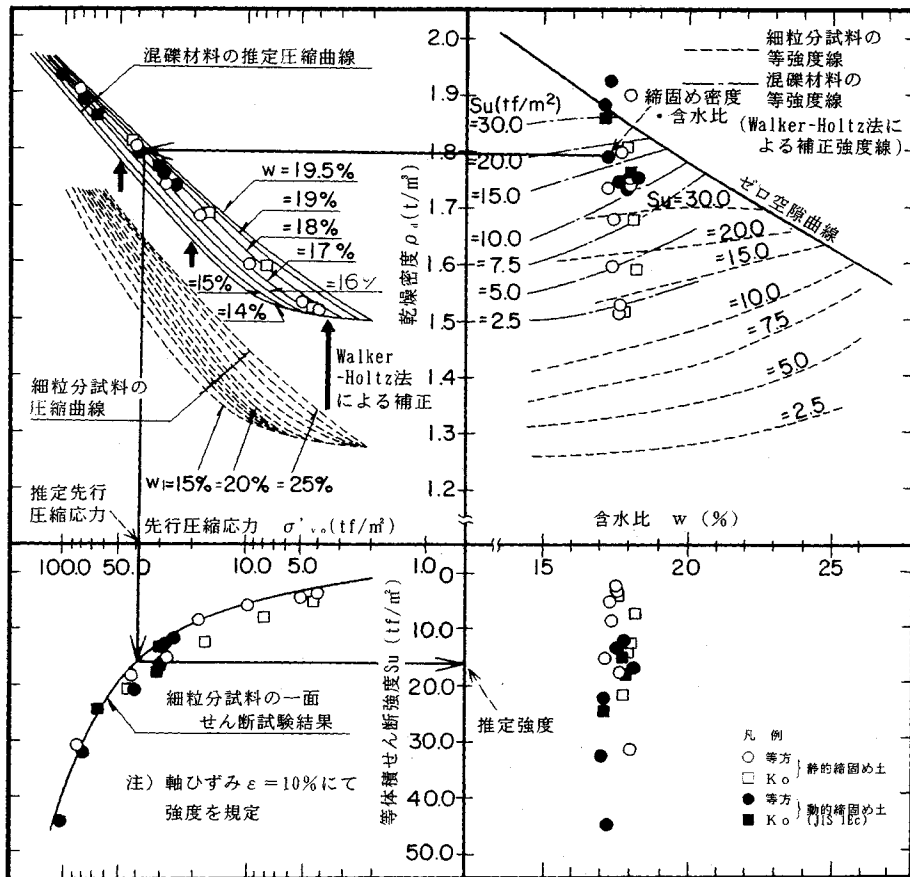 混礫材料の推定圧縮曲線
w=19.5%
=19%
=18%
=17%
=15%
=14%
Walker
-Holtz法
による補正
細粒分試料の
圧縮曲線
w₁=15%=20%=25%
推定先行
圧縮応力
先行圧縮応力 σ'ᵥₒ(tf/m²)
100.0
50.0
10.0
5.0
1.0
2.0
1.9
1.8
1.7
1.6
1.5
1.4
1.3
1.2
乾燥密度 ρd(t/m³)
細粒分試料の
等強度線
混礫材料の
等強度線
(Walker-Holtz法に
よる補正強度線)
Su(tf/m²)
=30.0
=20.0
=15.0
=10.0
=7.5
=5.0
=2.5
締固め密度
・含水比
ゼロ空隙曲線
Su=30.0
=20.0
=15.0
=10.0
=7.5
=5.0
=2.5
含水比 w (%)
15
20
25
0
10.0
20.0
30.0
40.0
50.0
等体積せん断強度Su(tf/m²)
細粒分試料の一面
せん断試験結果
注) 軸ひずみε=10%にて
強度を規定
推定強度
凡 例
○ 等方
□ Ko
静的締固め土
● 等方
■ Ko
動的締固め土
(JIS 1Ec)